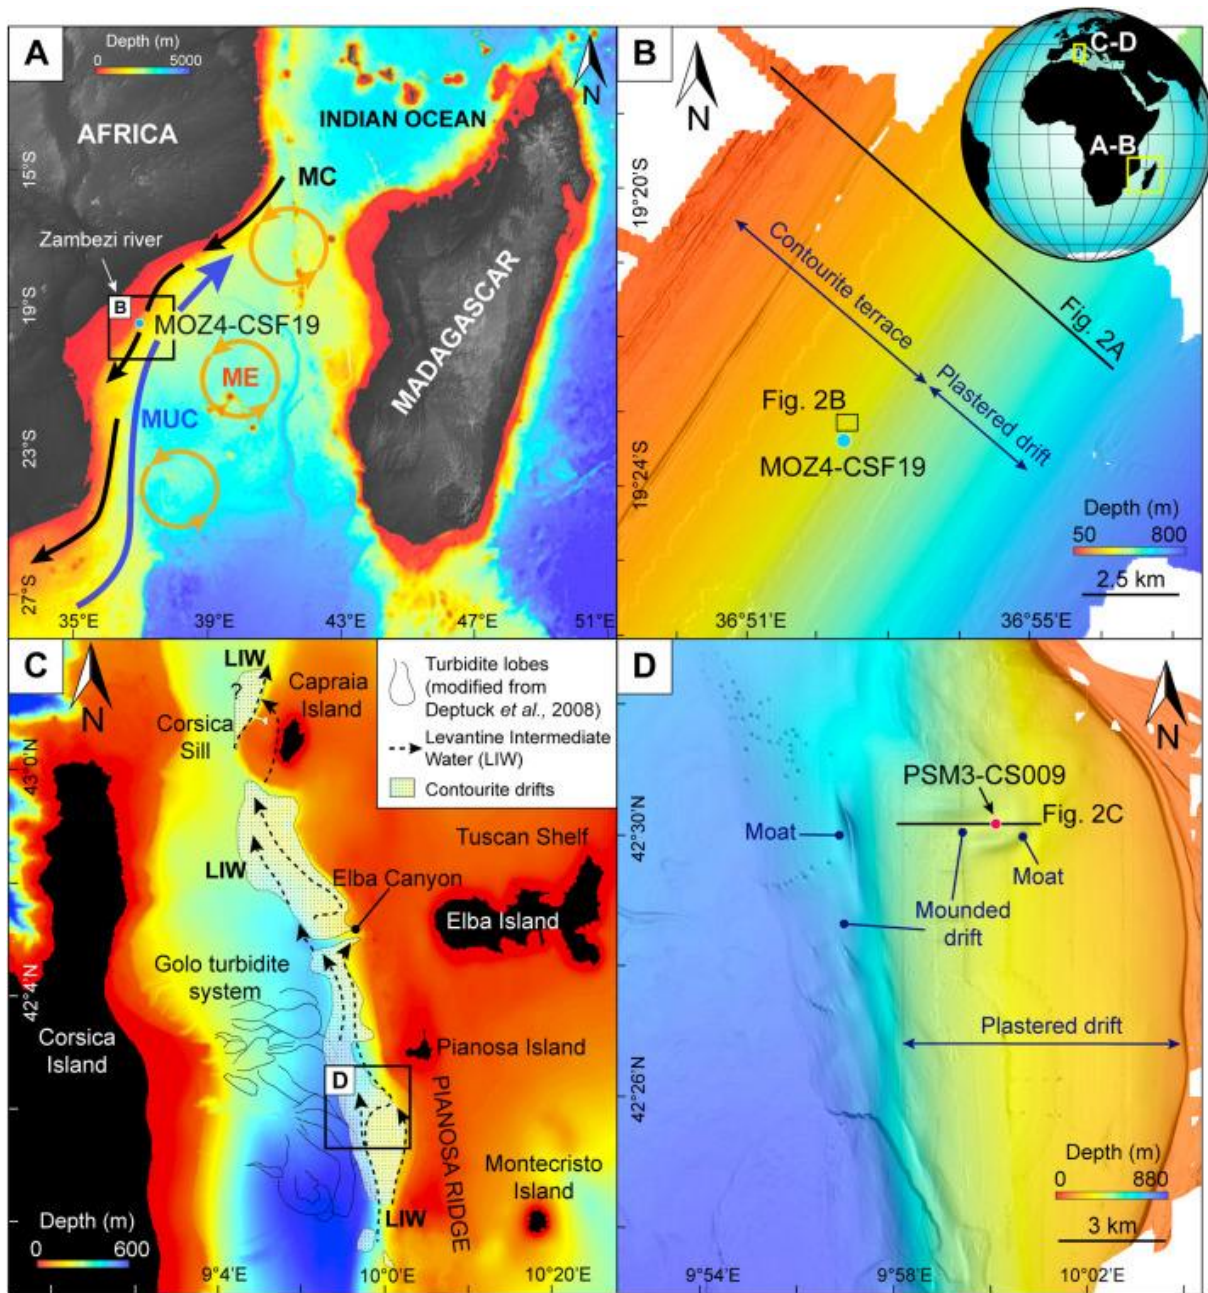 A
Depth (m)
0 5000
N
AFRICA
INDIAN OCEAN
15°S
MC
Zambezi river
B
19°S
MOZ4-CSF19
MADAGASCAR
ME
MUC
23°S
27°S
35°E 39°E 43°E 47°E 51°E
B
N
C-D
A-B
19°20'S
Contourite terrace
Fig. 2A
Plastered drift
Fig. 2B
MOZ4-CSF19
19°24'S
Depth (m)
50 800
2.5 km
36°51'E 36°55'E
C
N
LIW
?
Capraia
Island
Corsica
Sill
43°0'N
Turbidite lobes
(modified from
Deptuck et al., 2008)
Levantine Intermediate
Water (LIW)
Contourite drifts
Tuscan Shelf
LIW
Elba Canyon
Elba Island
Golo turbidite
system
42°4'N
Corsica
Island
Pianosa Island
D
PIANOSA RIDGE
Montecristo
Island
LIW
Depth (m)
0 600
9°4'E 10°0'E 10°20'E
D
N
PSM3-CS009
42°30'N
Moat
Fig. 2C
Moat
Mounded
drift
Plastered drift
42°26'N
Depth (m)
0 880
3 km
9°54'E 9°58'E 10°02'E